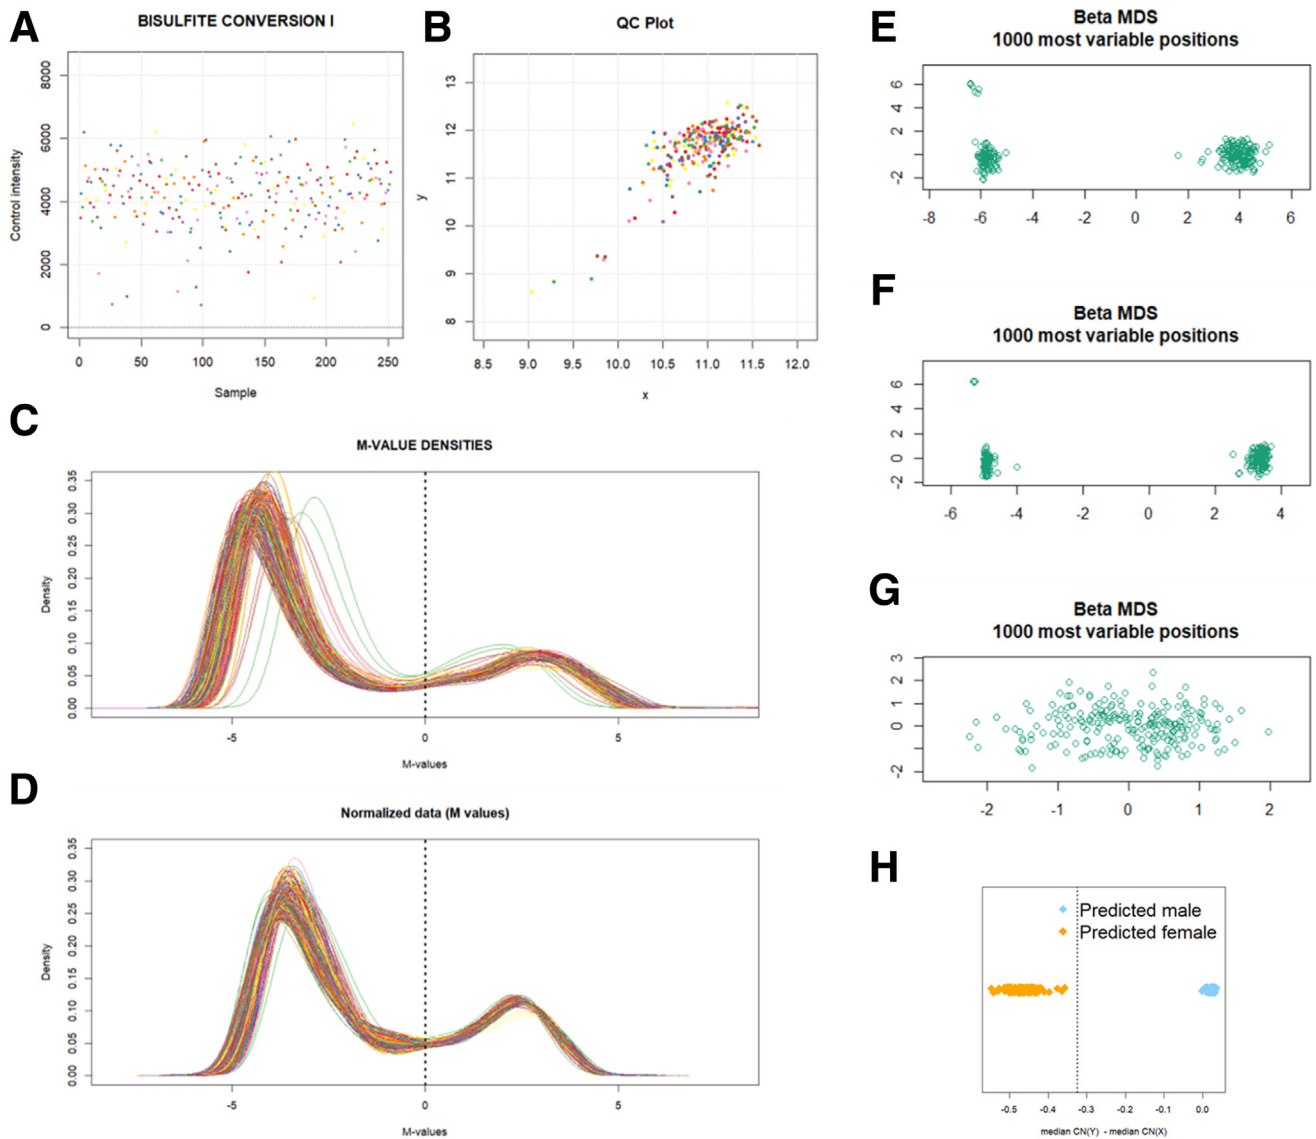 A
BISULFITE CONVERSION I
Control Intensity
8000
6000
4000
2000
0
0 50 100 150 200 250
Sample
B
QC Plot
y
13
12
11
10
9
8
8.5 9.0 9.5 10.0 10.5 11.0 11.5 12.0
x
C
M-VALUE DENSITIES
Density
0.35
0.30
0.25
0.20
0.15
0.10
0.05
0.00
-5 0 5
M-values
D
Normalized data (M values)
Density
0.35
0.30
0.25
0.20
0.15
0.10
0.05
0.00
-5 0 5
M-values
E
Beta MDS
1000 most variable positions
6
4
2
-2
-8 -6 -4 -2 0 2 4 6
F
Beta MDS
1000 most variable positions
6
4
2
0
-2
-6 -4 -2 0 2 4
G
Beta MDS
1000 most variable positions
3
2
1
0
-2
-2 -1 0 1 2
H
Predicted male
Predicted female
-0.5 -0.4 -0.3 -0.2 -0.1 0.0
median CN(Y) - median CN(X)